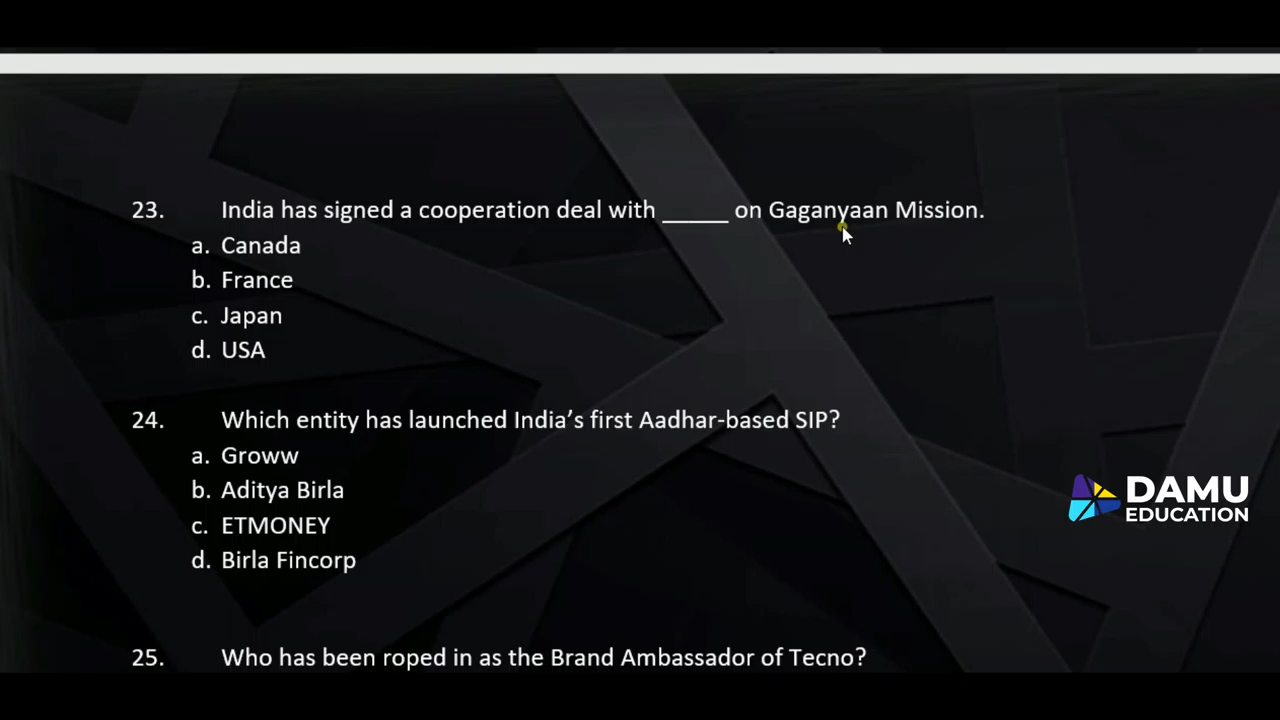 23. India has signed a cooperation deal with _____ on Gaganyaan Mission.
a. Canada
b. France
c. Japan
d. USA
24. Which entity has launched India’s first Aadhar-based SIP?
a. Groww
b. Aditya Birla
c. ETMONEY
d. Birla Fincorp
DAMU
EDUCATION
25. Who has been roped in as the Brand Ambassador of Tecno?